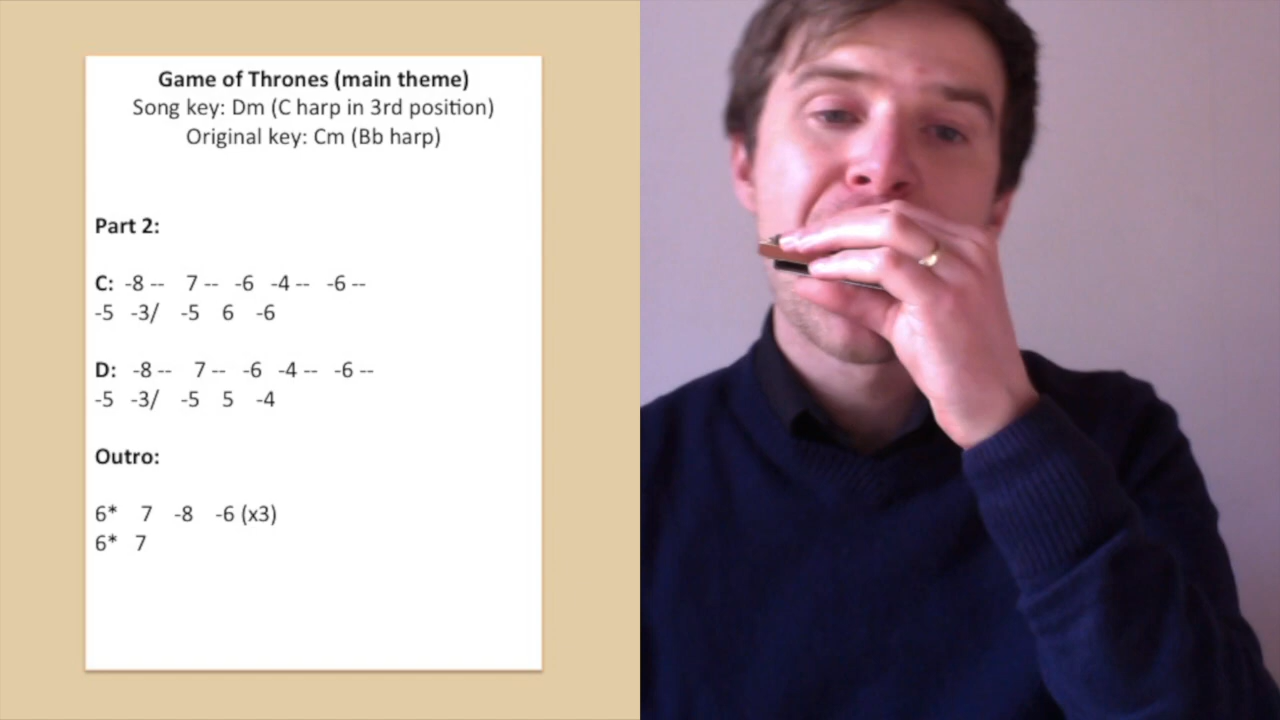 Game of Thrones (main theme)
Song key: Dm (C harp in 3rd position)
Original key: Cm (Bb harp)
Part 2:
C: -8 -- 7 -- -6 -4 -- -6 --
-5 -3/ -5 6 -6
D: -8 -- 7 -- -6 -4 -- -6 --
-5 -3/ -5 5 -4
Outro:
6* 7 -8 -6 (x3)
6* 7